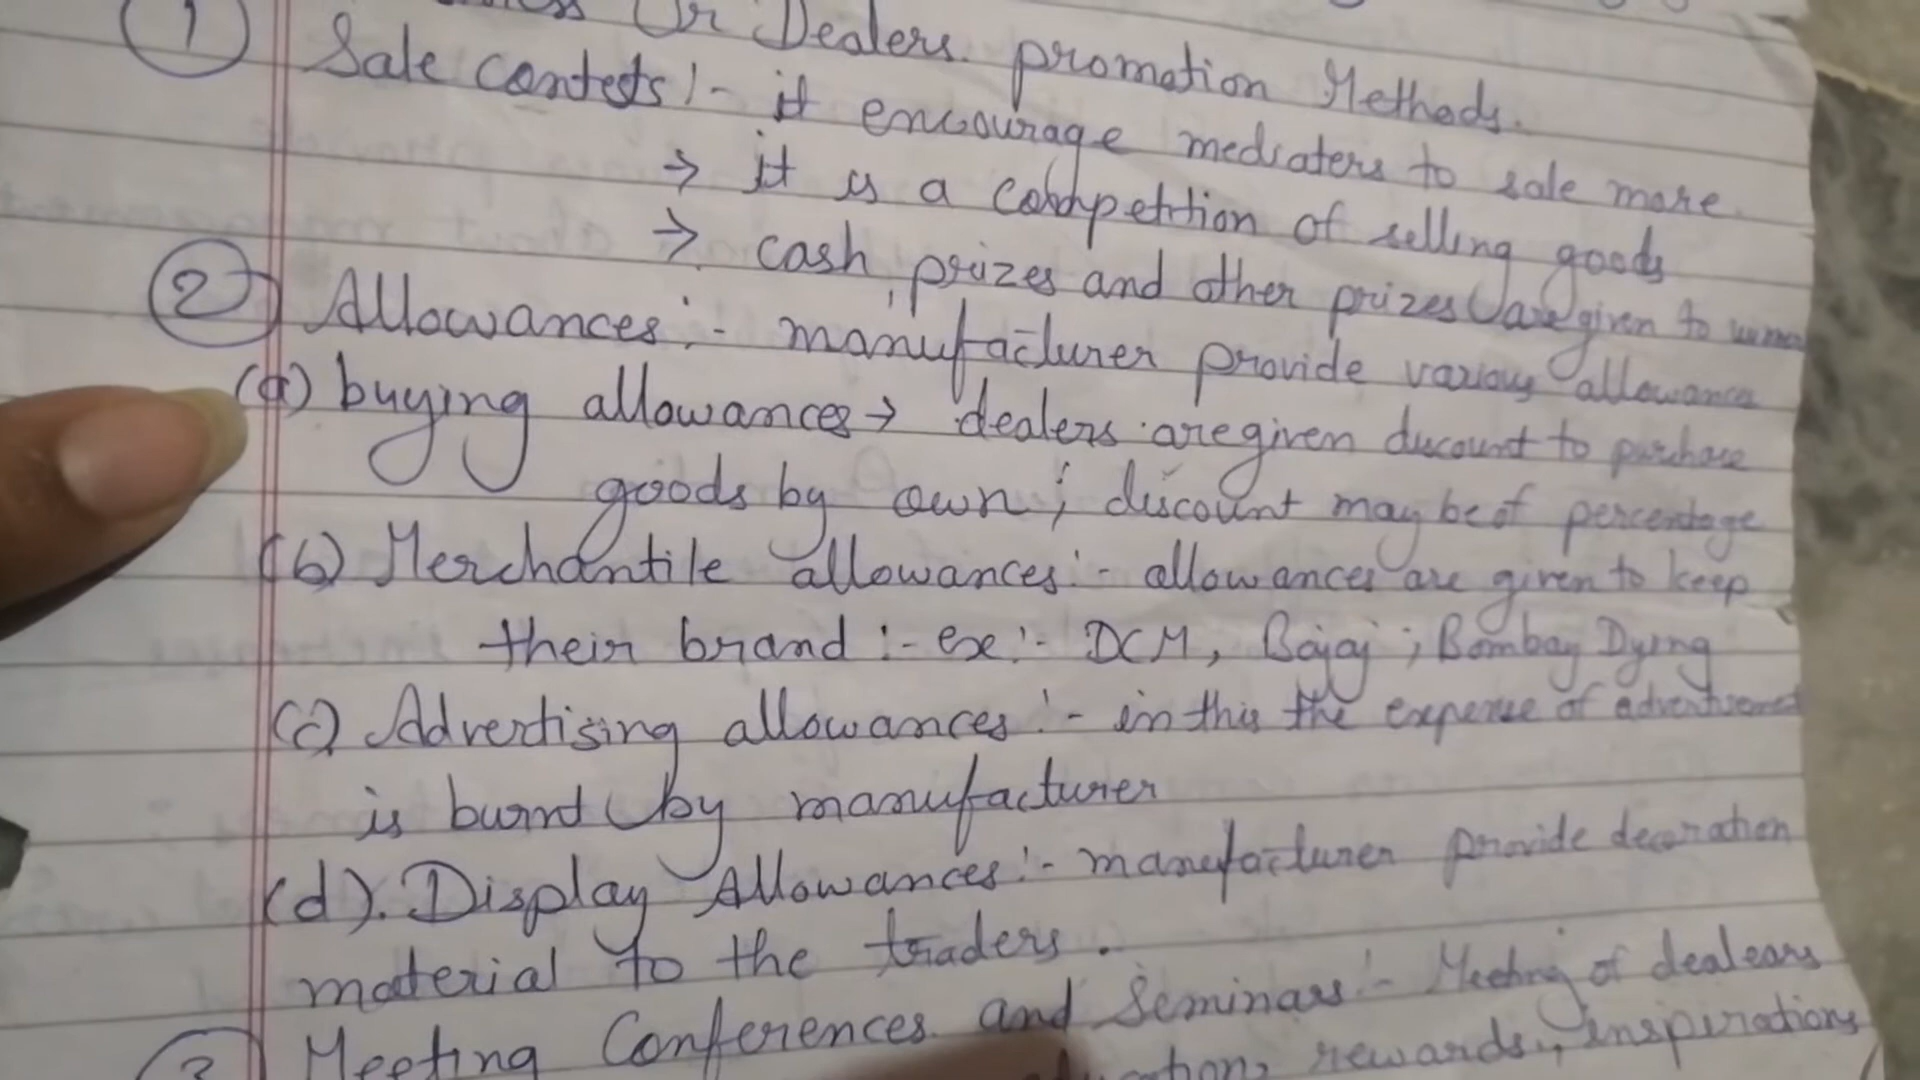 Or Dealers. promotion Methods.
1 Sale contests :- it encourage mediaters to sale more
→ it is a competition of selling goods
→ cash prizes and other prizes are given to
2 Allowances :- manufacturer provide various allowance
(a) buying allowances → dealers are given discount to purchase
goods by own ; discount may be of percentage
(b) Merchantile allowances :- allowances are given to keep
their brand :- ex :- DCM, Bajaj ; Bombay Dying
(c) Advertising allowances :- in this the expense of advertisement
is burnt by manufacturer
(d). Display Allowances :- manufacturer provide decoration
material to the traders .
3 Meeting Conferences and Seminars :- Meeting of dealears
rewards, inspirations